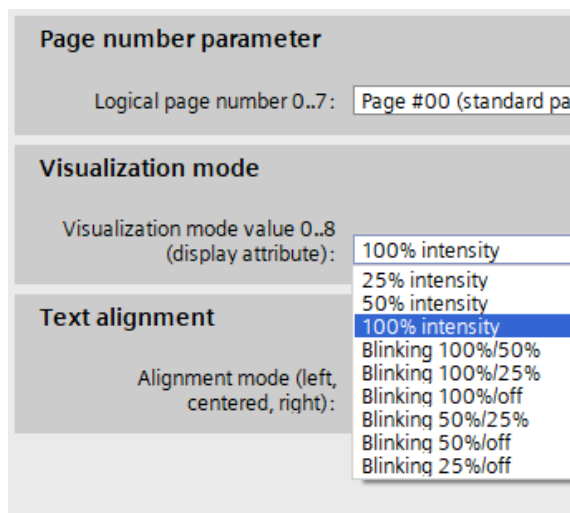 Page number parameter
Logical page number 0..7: Page #00 (standard pa
Visualization mode
Visualization mode value 0..8
(display attribute): 100% intensity
25% intensity
50% intensity
Text alignment
100% intensity
Blinking 100%/50%
Alignment mode (left, Blinking 100%/25%
centered, right): Blinking 100%/off
Blinking 50%/25%
Blinking 50%/off
Blinking 25%/off